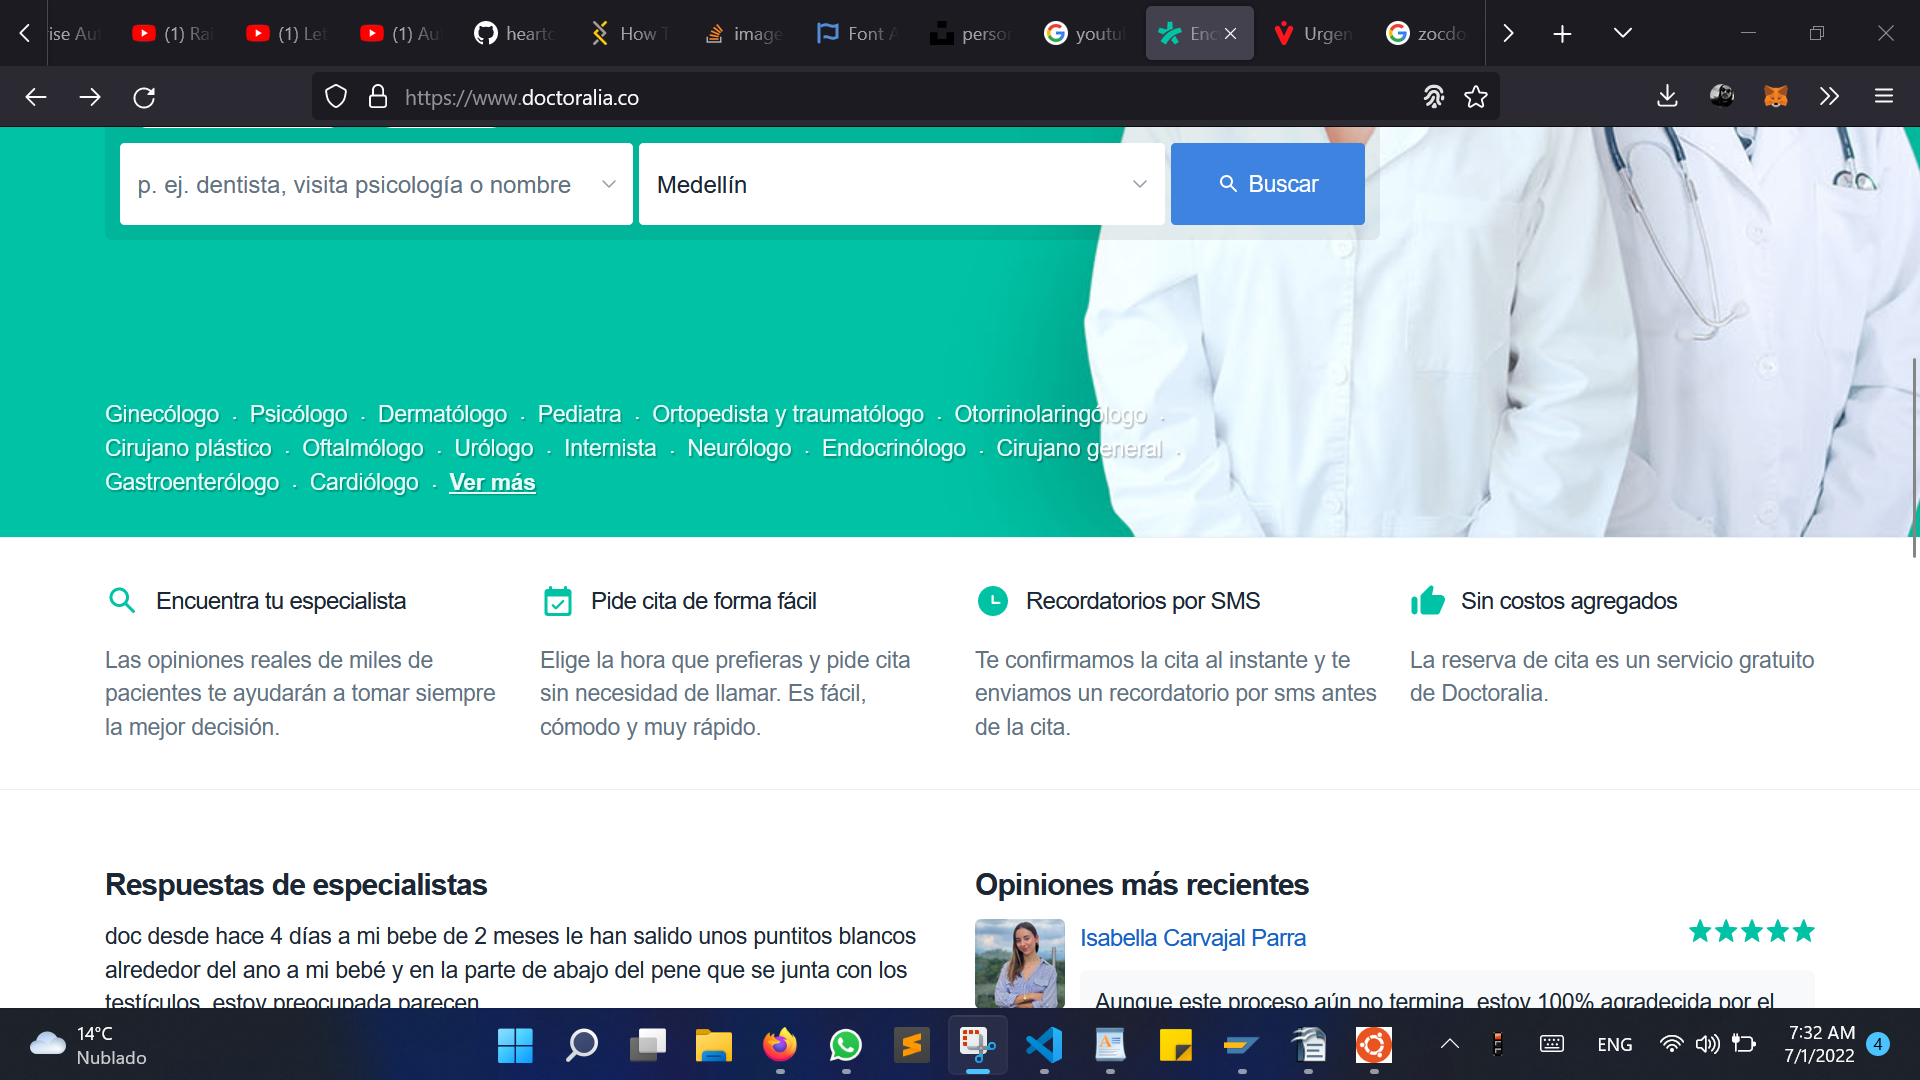 ise Aut
(1) Rai
(1) Let
(1) Au
heartc
How T
image
Font A
persor
youtu
Enc
Urgen
zocdo
https://www.doctoralia.co
p. ej. dentista, visita psicología o nombre
Medellín
Buscar
Ginecólogo . Psicólogo . Dermatólogo . Pediatra . Ortopedista y traumatólogo . Otorrinolaringólogo .
Cirujano plástico . Oftalmólogo . Urólogo . Internista . Neurólogo . Endocrinólogo . Cirujano general .
Gastroenterólogo . Cardiólogo . Ver más
Encuentra tu especialista
Las opiniones reales de miles de
pacientes te ayudarán a tomar siempre
la mejor decisión.
Pide cita de forma fácil
Elige la hora que prefieras y pide cita
sin necesidad de llamar. Es fácil,
cómodo y muy rápido.
Recordatorios por SMS
Te confirmamos la cita al instante y te
enviamos un recordatorio por sms antes
de la cita.
Sin costos agregados
La reserva de cita es un servicio gratuito
de Doctoralia.
Respuestas de especialistas
doc desde hace 4 días a mi bebe de 2 meses le han salido unos puntitos blancos
alrededor del ano a mi bebé y en la parte de abajo del pene que se junta con los
testículos, estoy preocupada parecen
Opiniones más recientes
Isabella Carvajal Parra
Aunque este proceso aún no termina, estoy 100% agradecida por el
14°C
Nublado
ENG
7:32 AM
7/1/2022
4